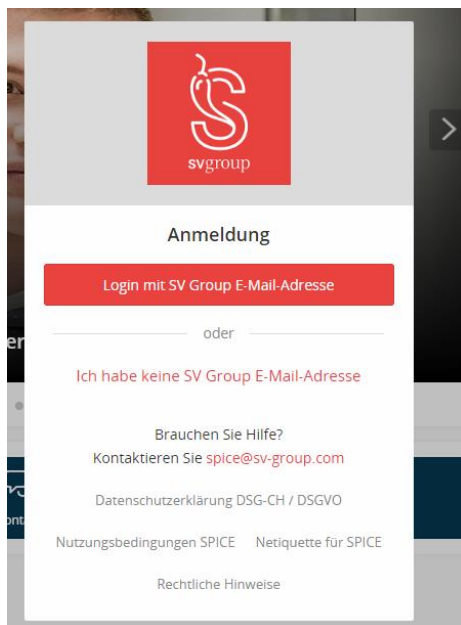 svgroup
Anmeldung
Login mit SV Group E-Mail-Adresse
oder
Ich habe keine SV Group E-Mail-Adresse
Brauchen Sie Hilfe?
Kontaktieren Sie spice@sv-group.com
Datenschutzerklärung DSG-CH / DSGVO
Nutzungsbedingungen SPICE Netiquette für SPICE
Rechtliche Hinweise